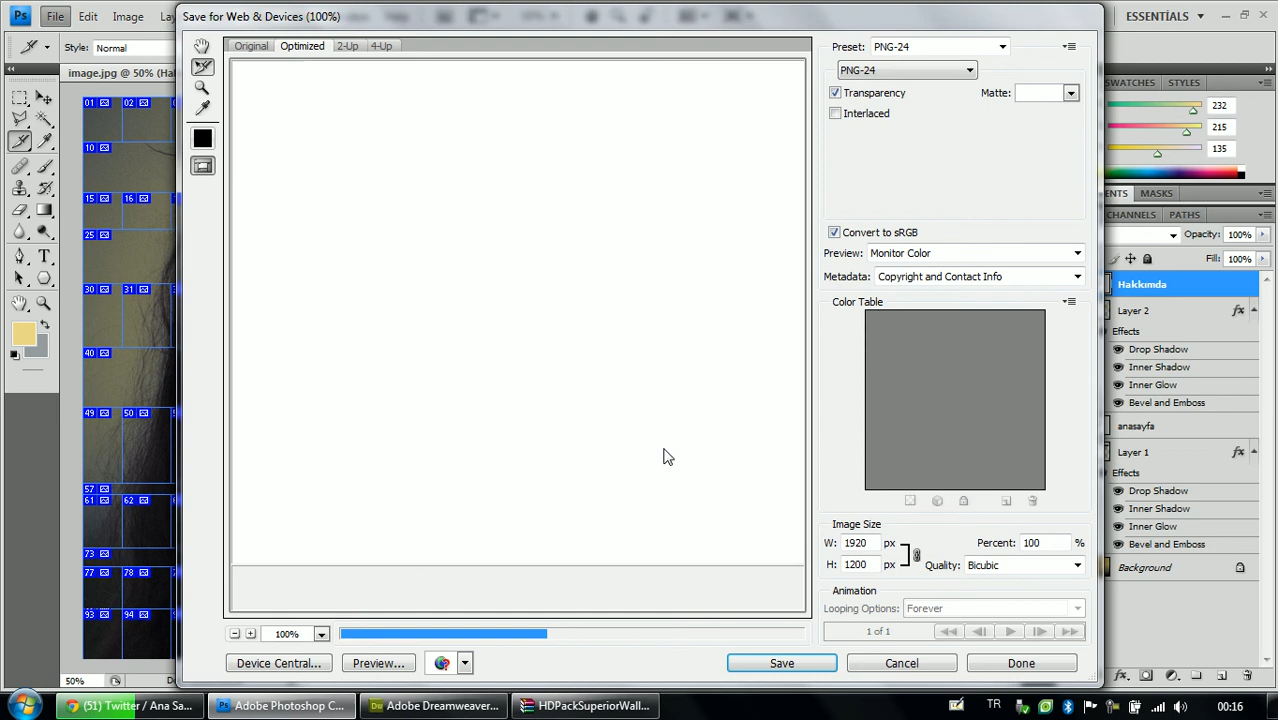 Ps File Edit Image La
Save for Web & Devices (100%)
ESSENTİALS
Style: Normal
image.jpg @ 50% (Ha
01 02
10
15 16
25
30 31
40
49 50
57
61 62
73
77 78
93 94
50%
Original Optimized 2-Up 4-Up
100%
Device Central... Preview...
Save Cancel Done
Preset: PNG-24
PNG-24
Transparency Matte:
Interlaced
Convert to sRGB
Preview: Monitor Color
Metadata: Copyright and Contact Info
Color Table
Image Size
W: 1920 px Percent: 100 %
H: 1200 px Quality: Bicubic
Animation
Looping Options: Forever
1 of 1
SWATCHES STYLES
232
215
135
ENTS MASKS
CHANNELS PATHS
Opacity: 100%
Fill: 100%
Hakkımda
Layer 2 fx
Effects
Drop Shadow
Inner Shadow
Inner Glow
Bevel and Emboss
anasayfa
Layer 1 fx
Effects
Drop Shadow
Inner Shadow
Inner Glow
Bevel and Emboss
Background
(51) Twitter / Ana Sa... Adobe Photoshop C... Adobe Dreamweaver... HDPackSuperiorWall... TR 00:16